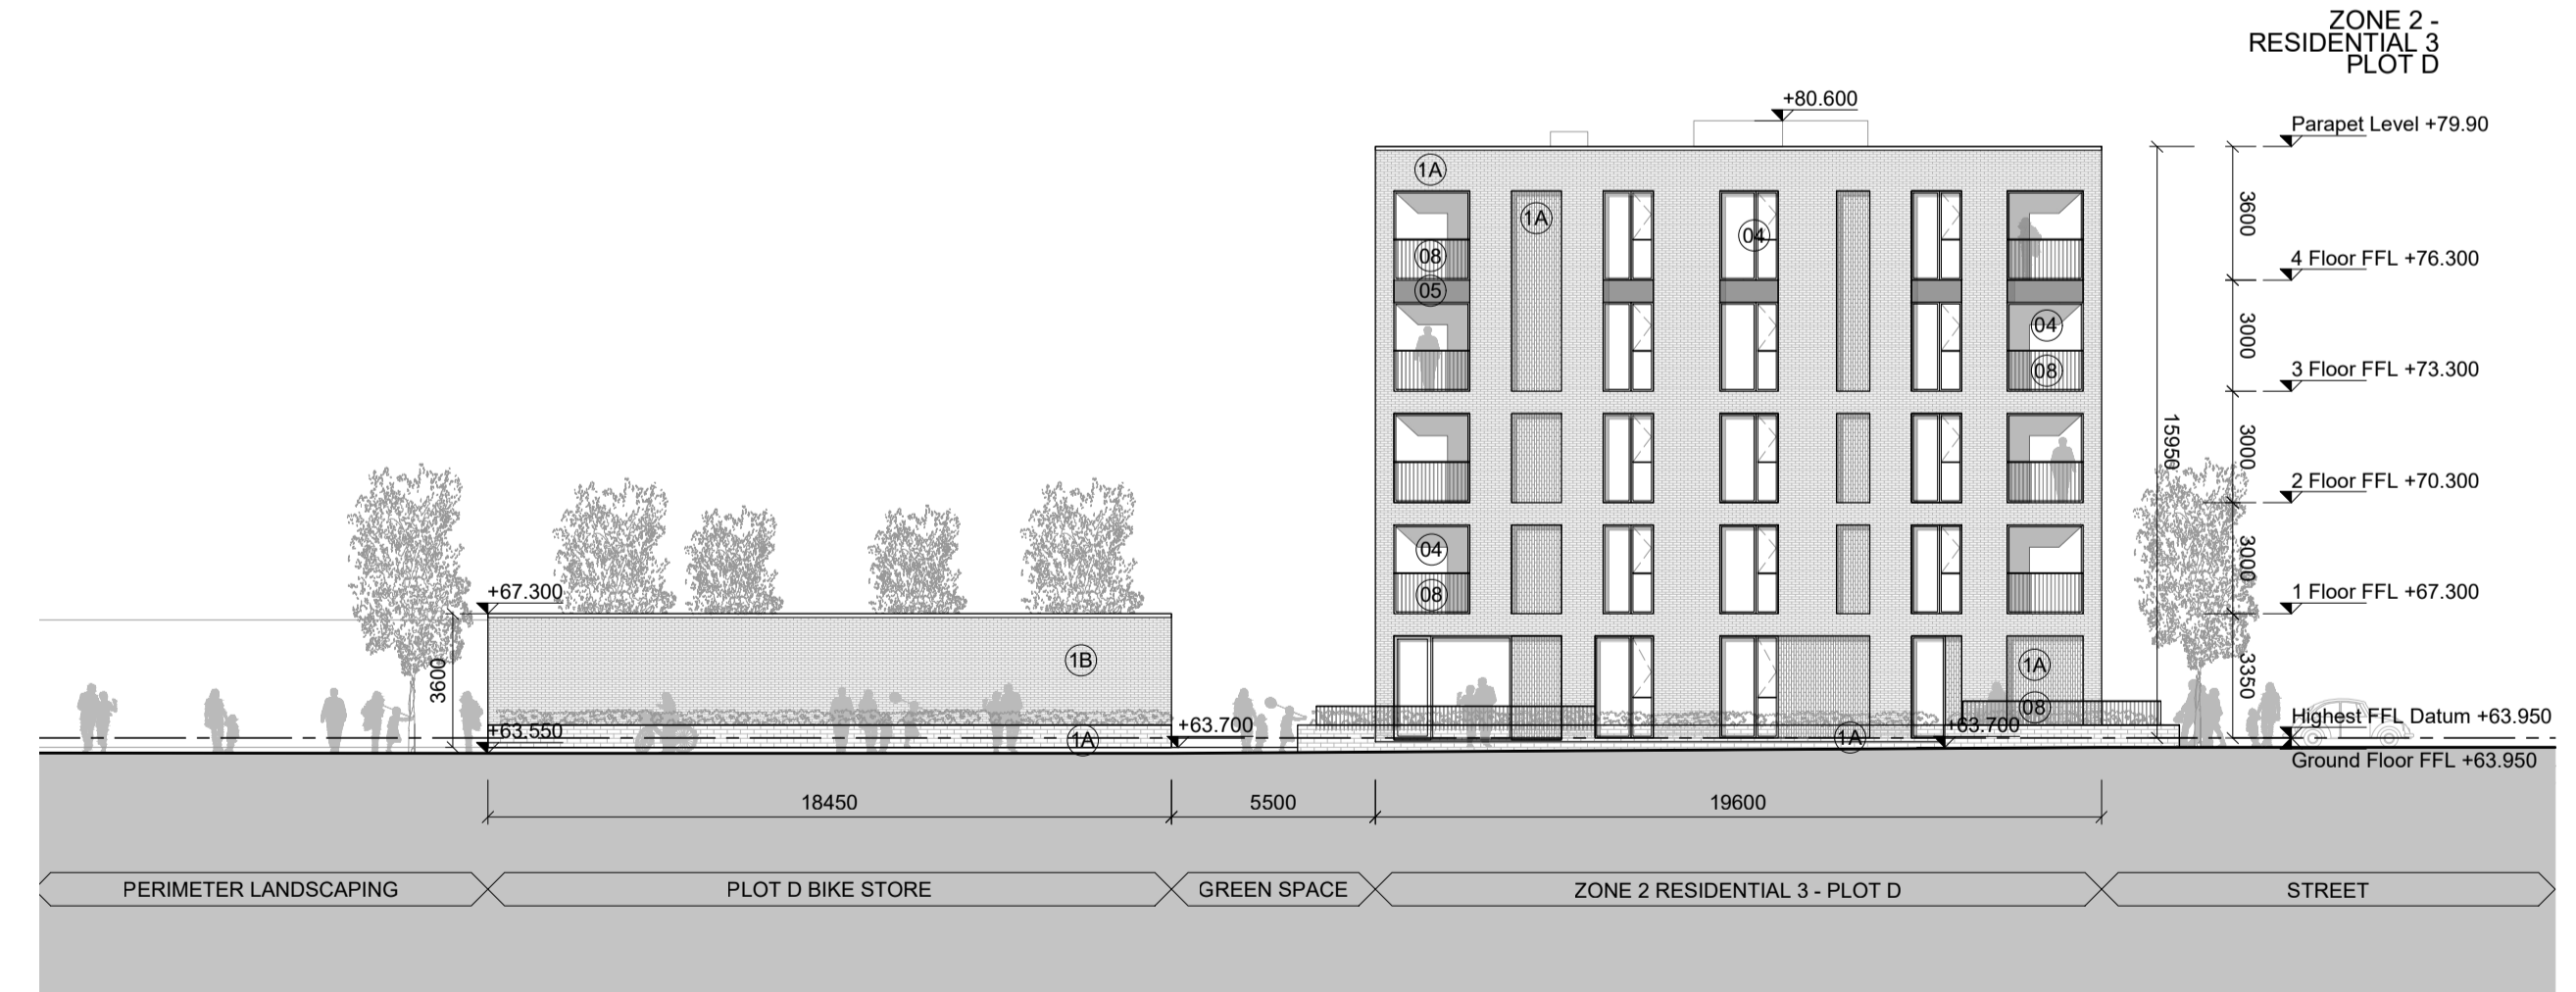 ZONE 2 -
RESIDENTIAL 3
PLOT D
+80.600
Parapet Level +79.90
1A
1A
04
08
05
3600
4 Floor FFL +76.300
04
08
3000
3 Floor FFL +73.300
15950
3000
2 Floor FFL +70.300
04
08
3000
1 Floor FFL +67.300
+67.300
3600
1B
1A
08
3350
+63.550
1A
+63.700
1A
+63.700
Highest FFL Datum +63.950
Ground Floor FFL +63.950
18450
5500
19600
PERIMETER LANDSCAPING
PLOT D BIKE STORE
GREEN SPACE
ZONE 2 RESIDENTIAL 3 - PLOT D
STREET